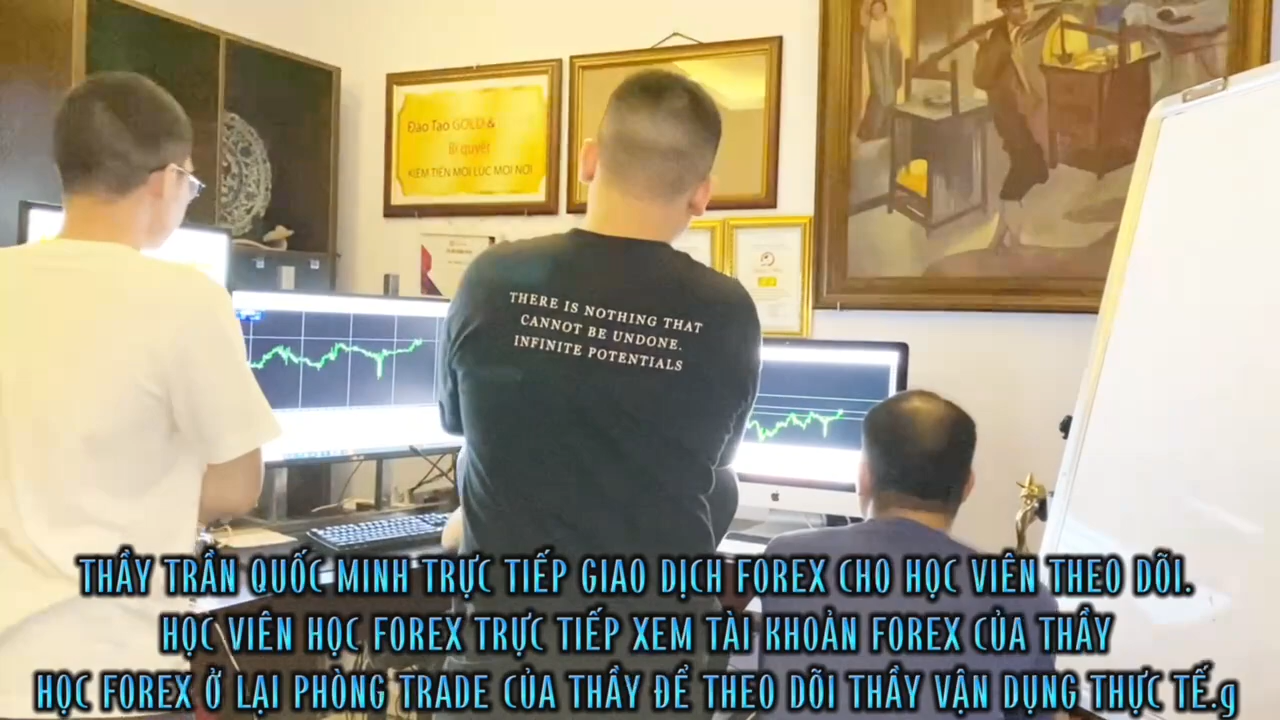 Đào Tạo GOLD &
Bí quyết
KIẾM TIỀN MỌI LÚC MỌI NƠI
THERE IS NOTHING THAT
CANNOT BE UNDONE.
INFINITE POTENTIALS
THẦY TRẦN QUỐC MINH TRỰC TIẾP GIAO DỊCH FOREX CHO HỌC VIÊN THEO DÕI.
HỌC VIÊN HỌC FOREX TRỰC TIẾP XEM TÀI KHOẢN FOREX CỦA THẦY
HỌC FOREX Ở LẠI PHÒNG TRADE CỦA THẦY ĐỂ THEO DÕI THẦY VẬN DỤNG THỰC TẾ.g